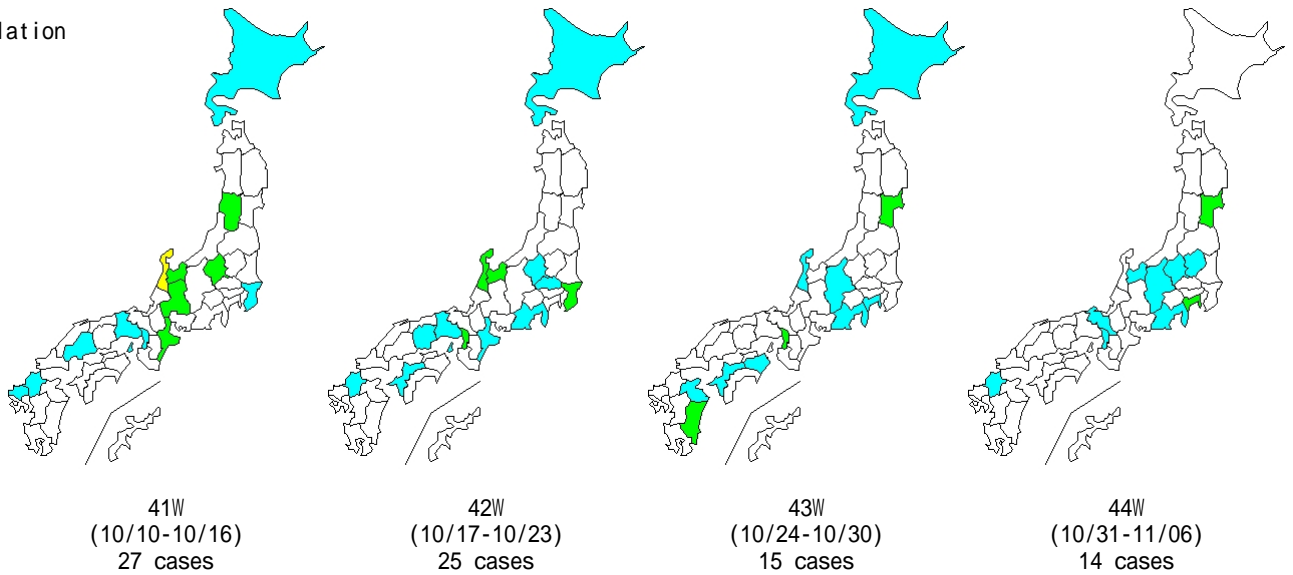 lation
41W
(10/10-10/16)
27 cases
42W
(10/17-10/23)
25 cases
43W
(10/24-10/30)
15 cases
44W
(10/31-11/06)
14 cases